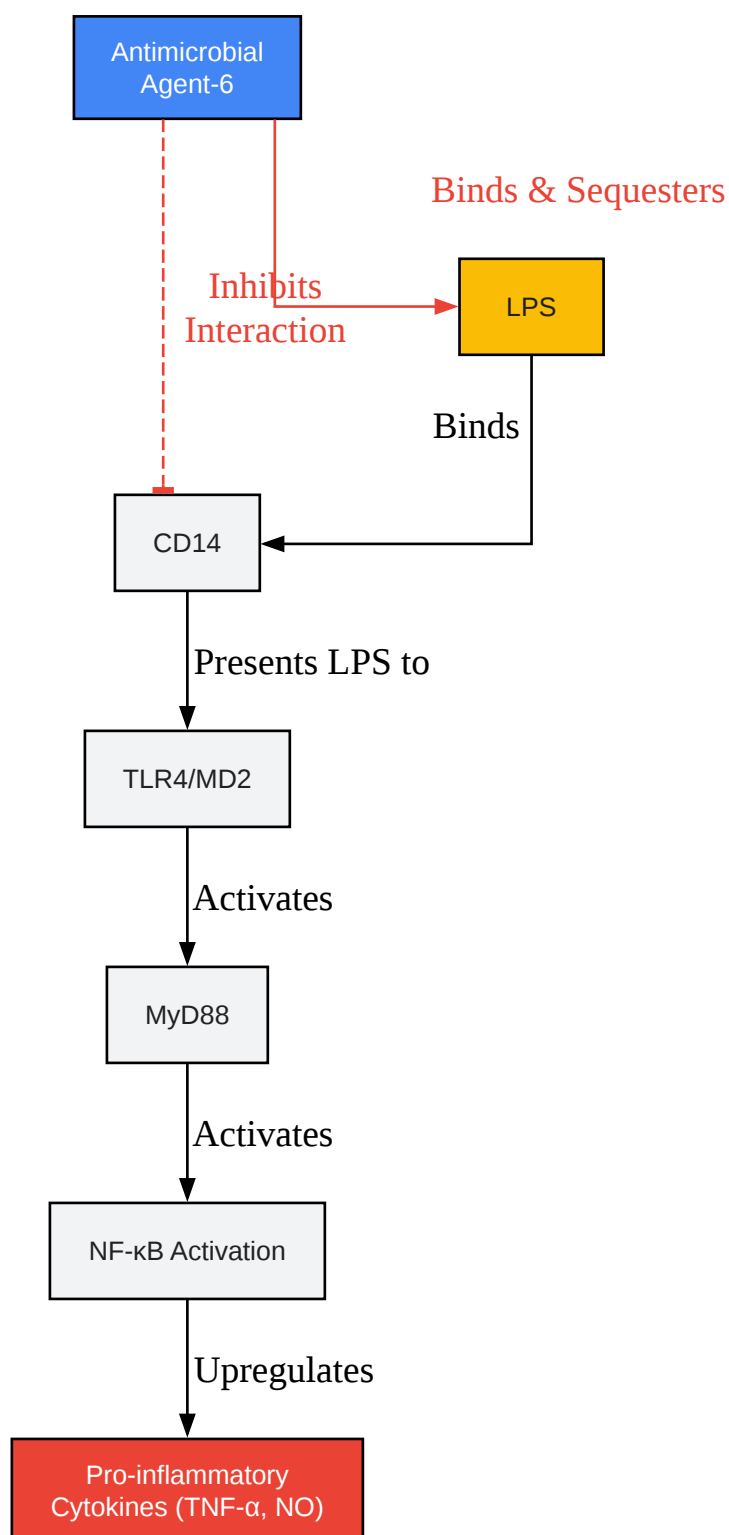 Antimicrobial
Agent-6
Binds & Sequesters
Inhibits
Interaction
LPS
Binds
CD14
Presents LPS to
TLR4/MD2
Activates
MyD88
Activates
NF-κB Activation
Upregulates
Pro-inflammatory
Cytokines (TNF-α, NO)